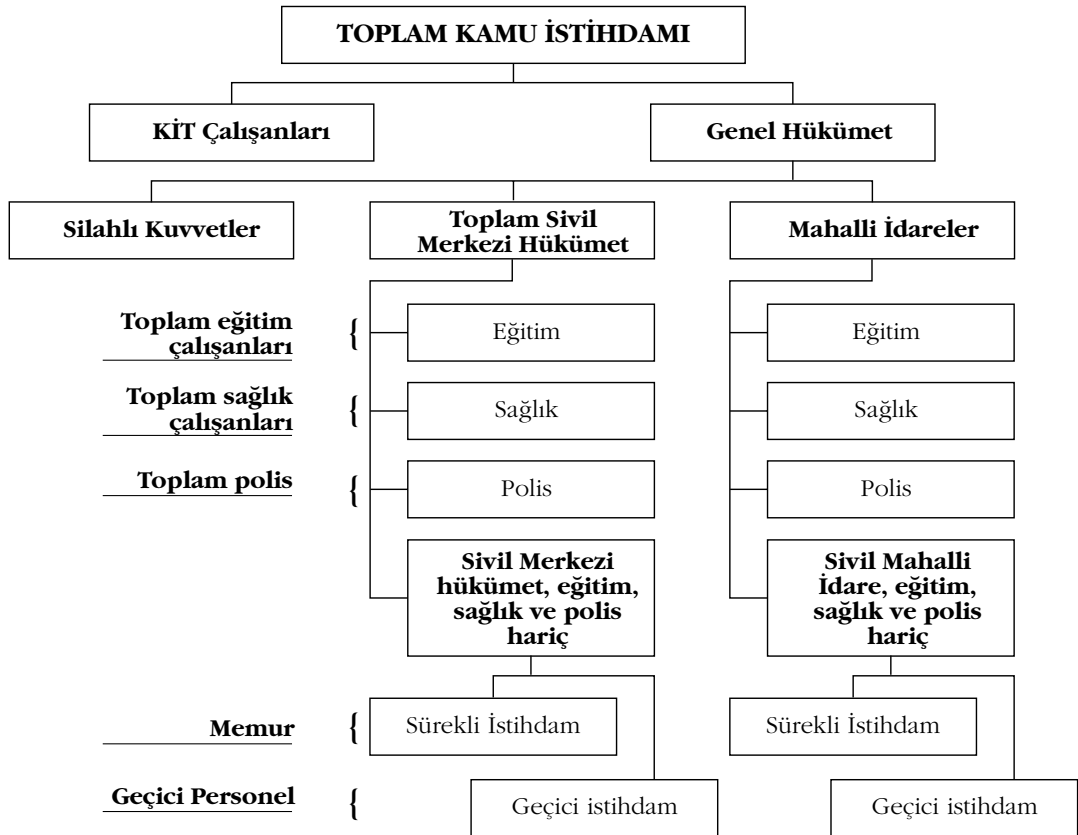 TOPLAM KAMU İSTİHDAMI
KİT Çalışanları
Genel Hükümet
Silahlı Kuvvetler
Toplam Sivil
Merkezi Hükümet
Mahalli İdareler
Toplam eğitim
çalışanları
{
Eğitim
Eğitim
Toplam sağlık
çalışanları
{
Sağlık
Sağlık
Toplam polis
{
Polis
Polis
Sivil Merkezi
hükümet, eğitim,
sağlık ve polis
hariç
Sivil Mahalli
İdare, eğitim,
sağlık ve polis
hariç
Memur
{
Sürekli İstihdam
Sürekli İstihdam
Geçici Personel
{
Geçici istihdam
Geçici istihdam